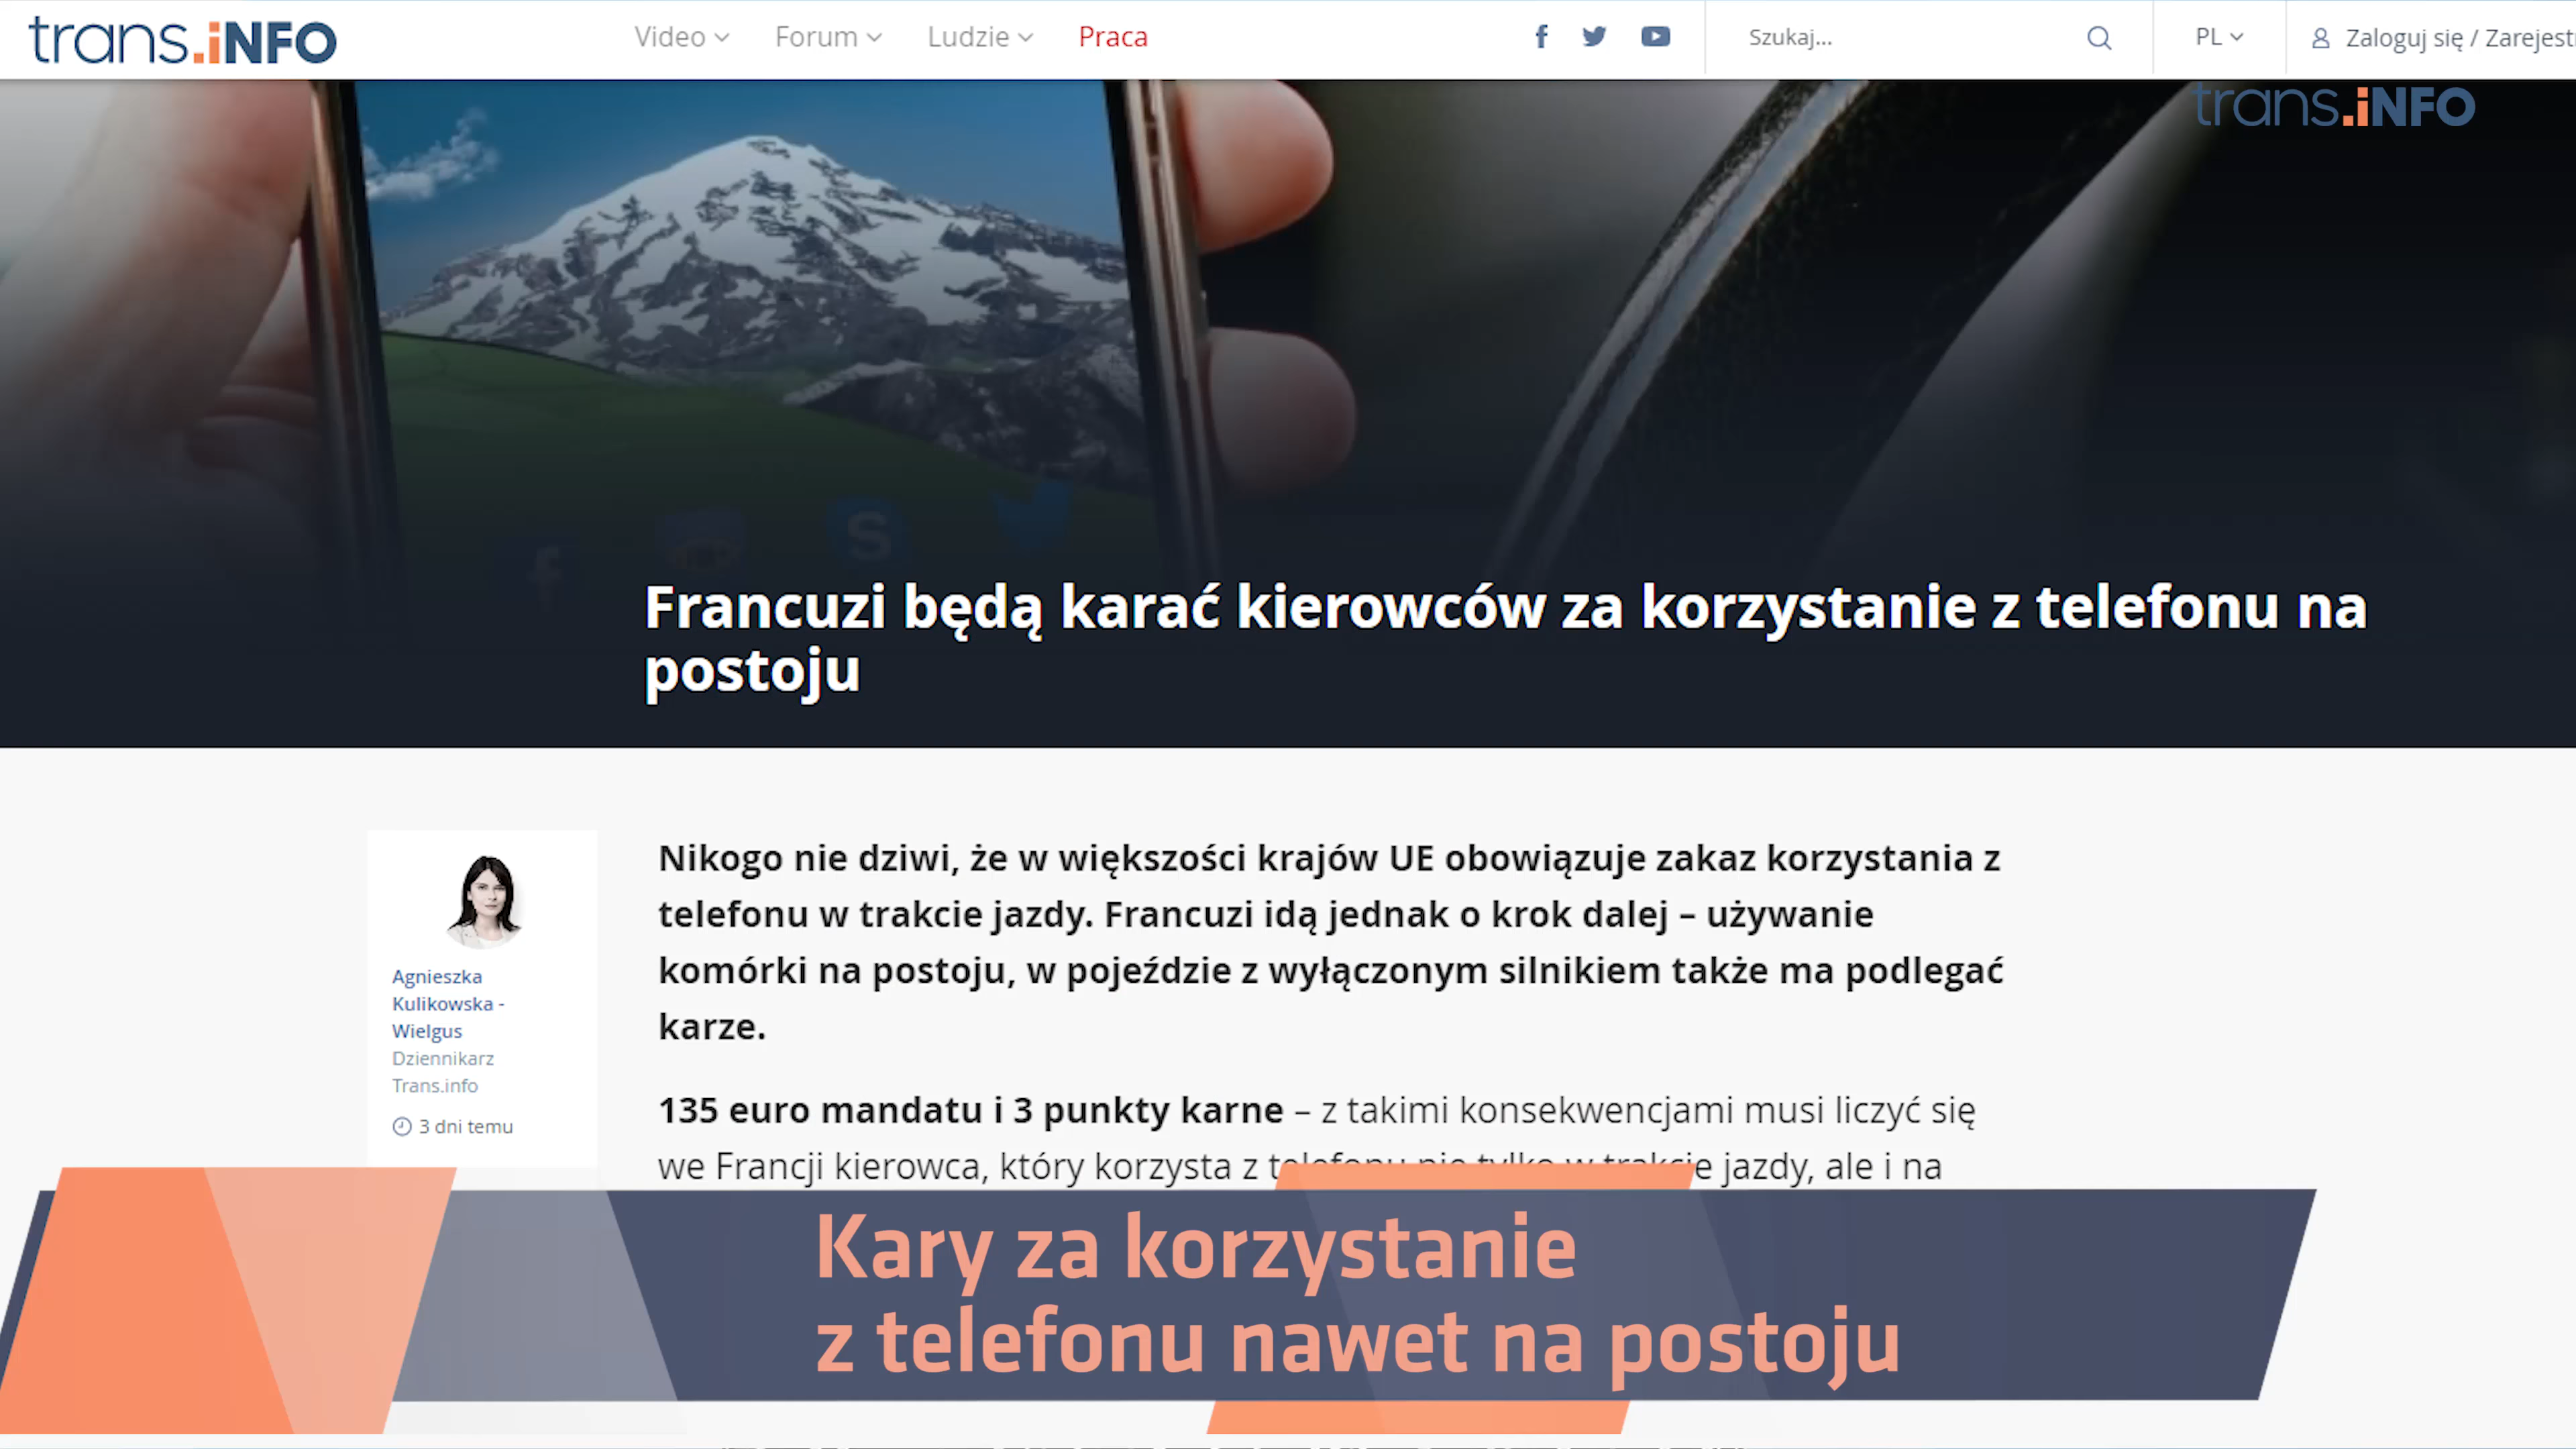 trans.iNFO
Video Forum Ludzie Praca
Szukaj...
PL
Zaloguj się /
trans.iNFO
Francuzi będą karać kierowców za korzystanie z telefonu na
postoju
Nikogo nie dziwi, że w większości krajów UE obowiązuje zakaz korzystania z
telefonu w trakcie jazdy. Francuzi idą jednak o krok dalej – używanie
komórki na postoju, w pojeździe z wyłączonym silnikiem także ma podlegać
karze.
Agnieszka
Kulikowska -
Wielgus
Dziennikarz
Trans.info
3 dni temu
135 euro mandatu i 3 punkty karne – z takimi konsekwencjami musi liczyć się
we Francji kierowca, który korzysta z telefonu nie tylko w trakcie jazdy, ale i na
Kary za korzystanie
z telefonu nawet na postoju